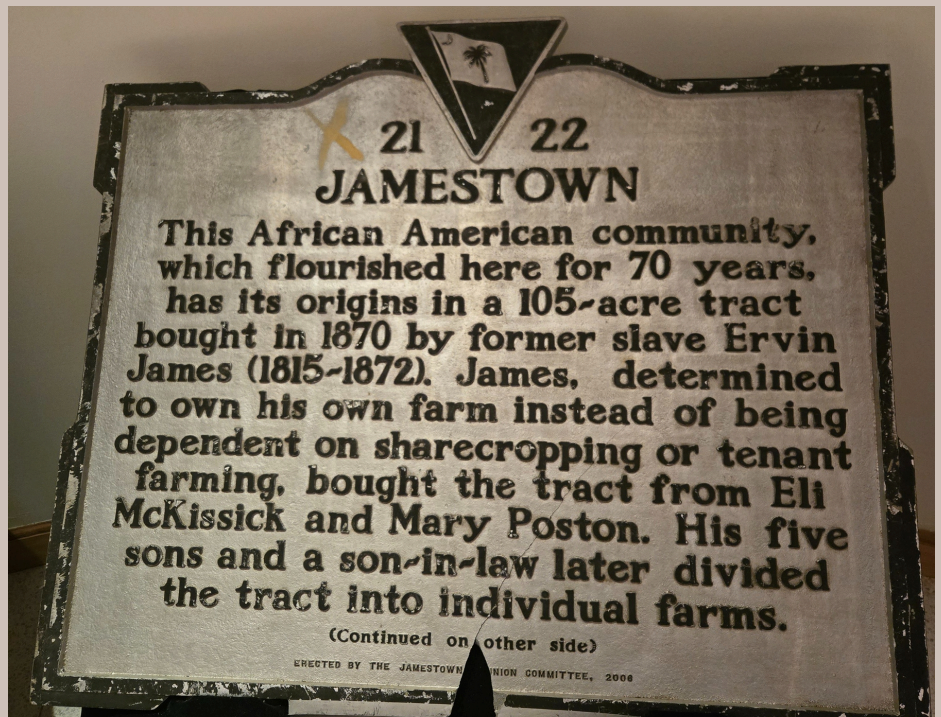 21 22
JAMESTOWN
This African American community,
which flourished here for 70 years,
has its origins in a 105-acre tract
bought in 1870 by former slave Ervin
James (1815-1872). James, determined
to own his own farm instead of being
dependent on sharecropping or tenant
farming, bought the tract from Eli
McKissick and Mary Poston. His five
sons and a son-in-law later divided
the tract into individual farms.
(Continued on other side)
ERECTED BY THE JAMESTOWN NION COMMITTEE, 2006